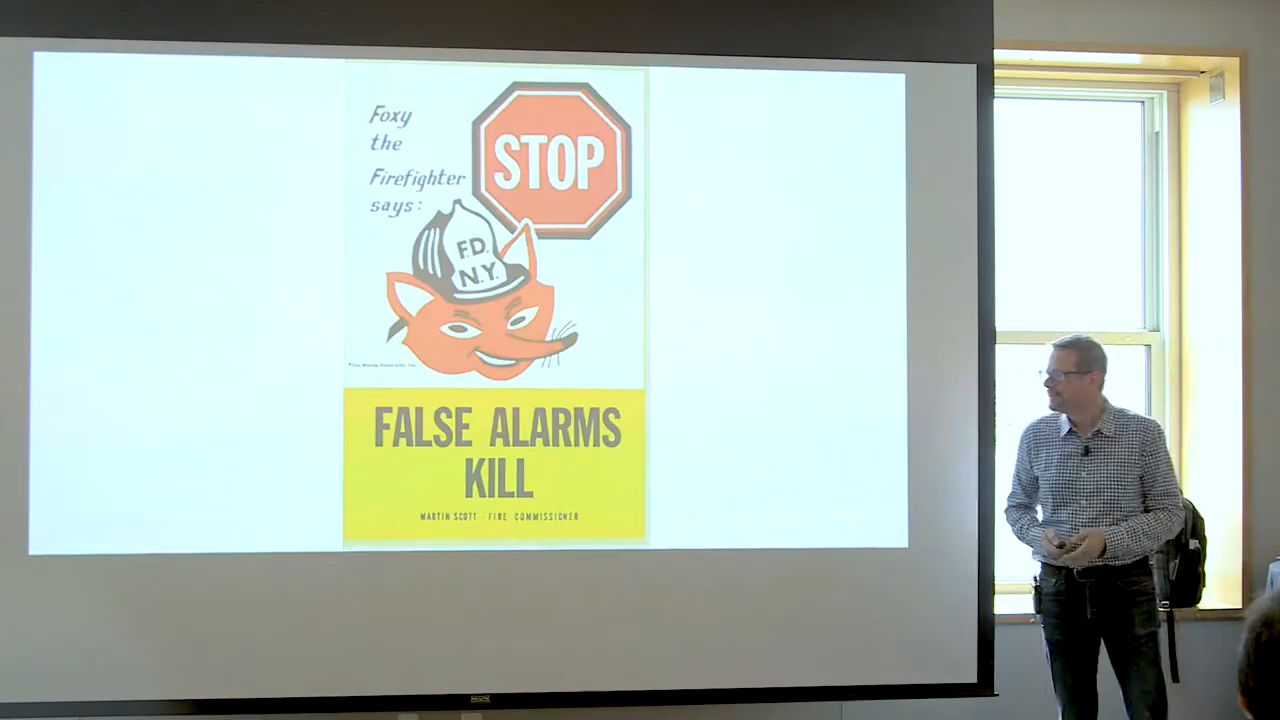 Foxy
the
Firefighter
says:
STOP
F.D.
N.Y.
FALSE ALARMS
KILL
MARTIN SCOTT - FIRE COMMISSIONER